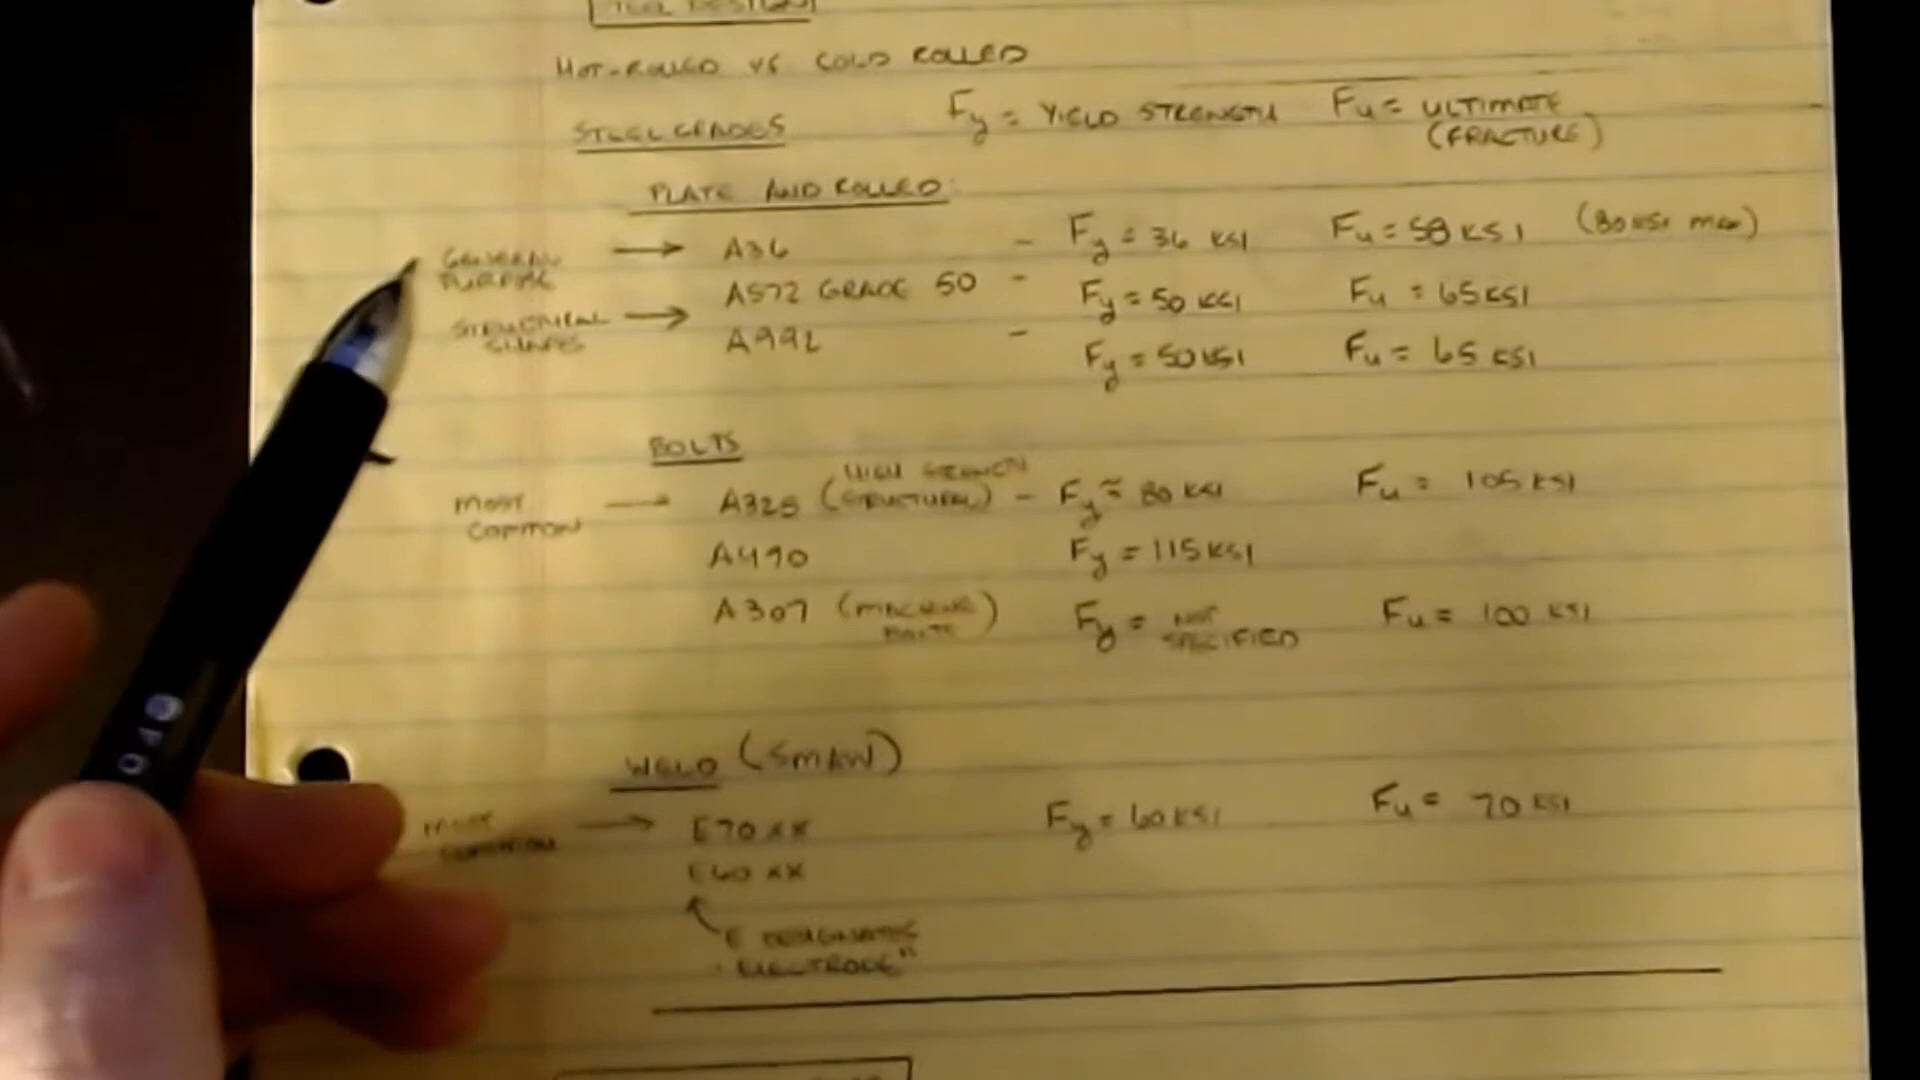 STEEL DESIGN
HOT-ROLLED VS COLD ROLLED
STEEL GRADES Fy = YIELD STRENGTH Fu = ULTIMATE
(FRACTURE)
PLATE AND ROLLED:
GENERAL PURPOSE → A36 - Fy = 36 KSI Fu = 58 KSI (80 KSI MAX)
A572 GRADE 50 - Fy = 50 KSI Fu = 65 KSI
STRUCTURAL SHAPES → A992 - Fy = 50 KSI Fu = 65 KSI
BOLTS
MOST COMMON → A325 (HIGH STRENGTH STRUCTURAL) - Fy ≈ 80 KSI Fu = 105 KSI
A490 Fy = 115 KSI
A307 (MACHINE BOLTS) Fy = NOT SPECIFIED Fu = 100 KSI
WELD (SMAW)
MOST COMMON → E70XX Fy = 60 KSI Fu = 70 KSI
E60XX
E DESIGNATES
ELECTRODE"